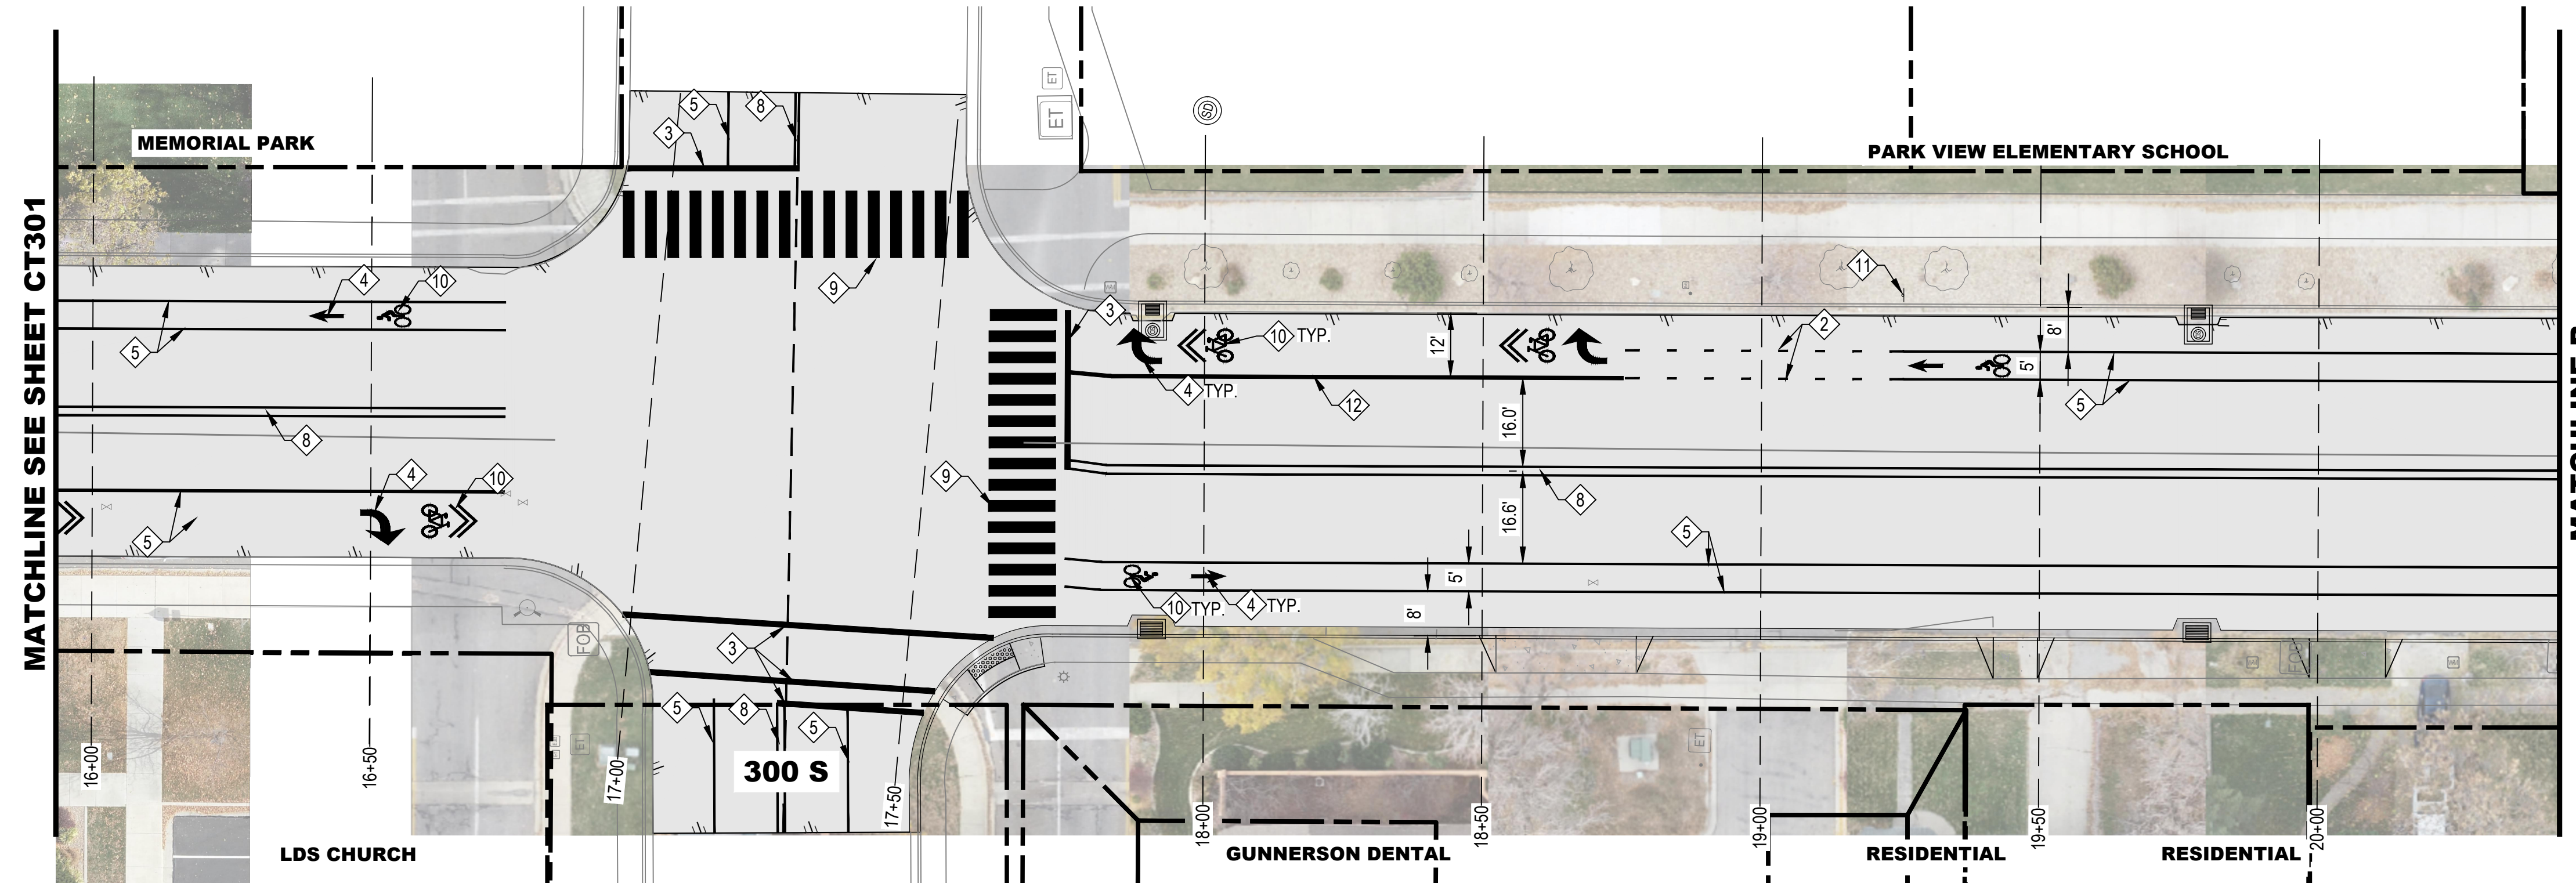 MATCHLINE SEE SHEET CT301
MEMORIAL PARK
PARK VIEW ELEMENTARY SCHOOL
5
8
3
ET
ET
SD
4
10
5
9
3
10 TYP.
4 TYP.
12'
12
11
2
8'
5'
5
8
4
10
5
9
16.0'
16.6'
8
5
5'
8'
10 TYP.
4 TYP.
FOB
3
5
8
5
ET
ET
FOB
300 S
16+00
16+50
17+00
17+50
18+00
18+50
19+00
19+50
20+00
LDS CHURCH
GUNNERSON DENTAL
RESIDENTIAL
RESIDENTIAL